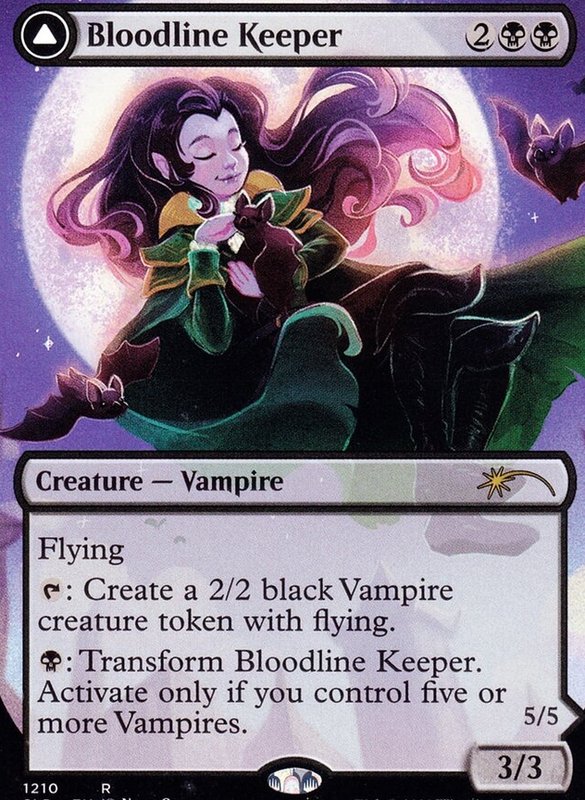 Bloodline Keeper 2
Creature — Vampire
Flying
: Create a 2/2 black Vampire
creature token with flying.
: Transform Bloodline Keeper.
Activate only if you control five or
more Vampires.
5/5
3/3
1210 R